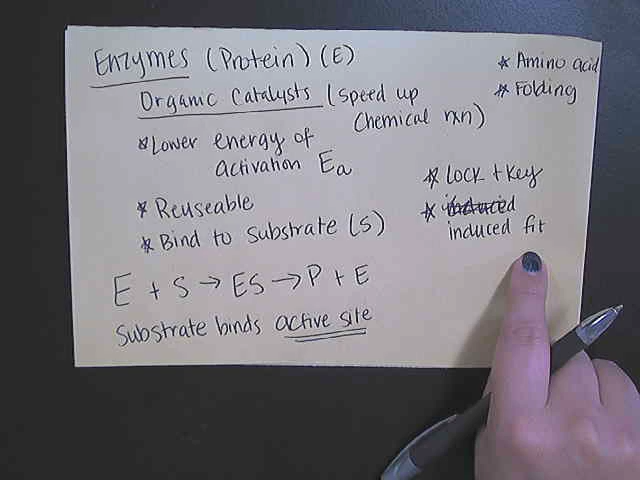 Enzymes (Protein) (E)
Organic Catalysts (Speed up
Chemical rxn)
* Lower energy of
activation Ea
* Reuseable
* Bind to Substrate (S)
E + S → ES → P + E
Substrate binds active site
* Amino acid
* Folding
* Lock + Key
* induced
induced fit